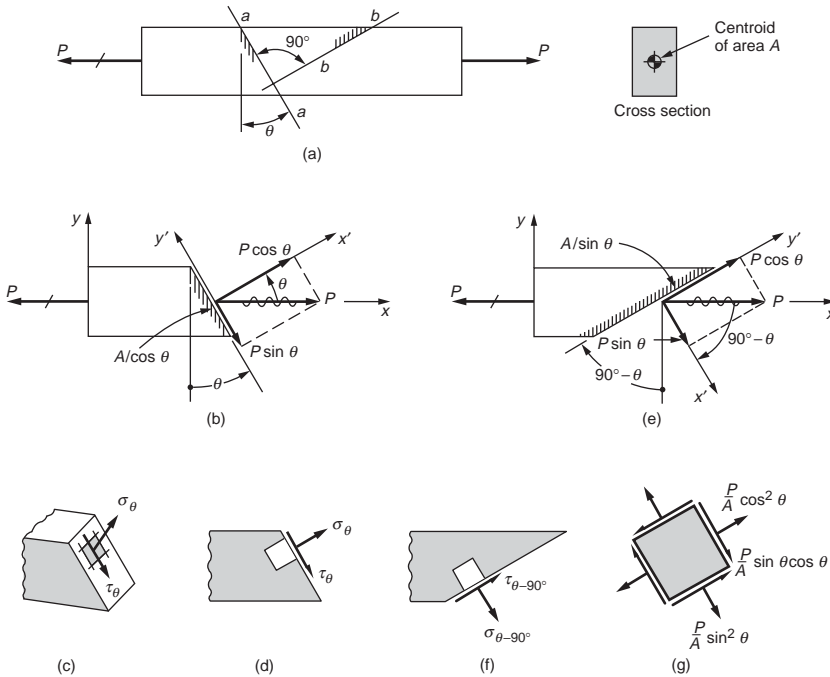 a
b
90°
P
P
b
a
θ
(a)
Centroid
of area A
Cross section
y
y'
P cos θ
x'
θ
P
P
x
A/cos θ
P sin θ
θ
(b)
y
A/sin θ
y'
P cos θ
P
P
x
P sin θ
90°–θ
90°–θ
x'
(e)
σθ
τθ
(c)
σθ
τθ
(d)
τθ–90°
σθ–90°
(f)
P/A cos² θ
P/A sin θ cos θ
P/A sin² θ
(g)